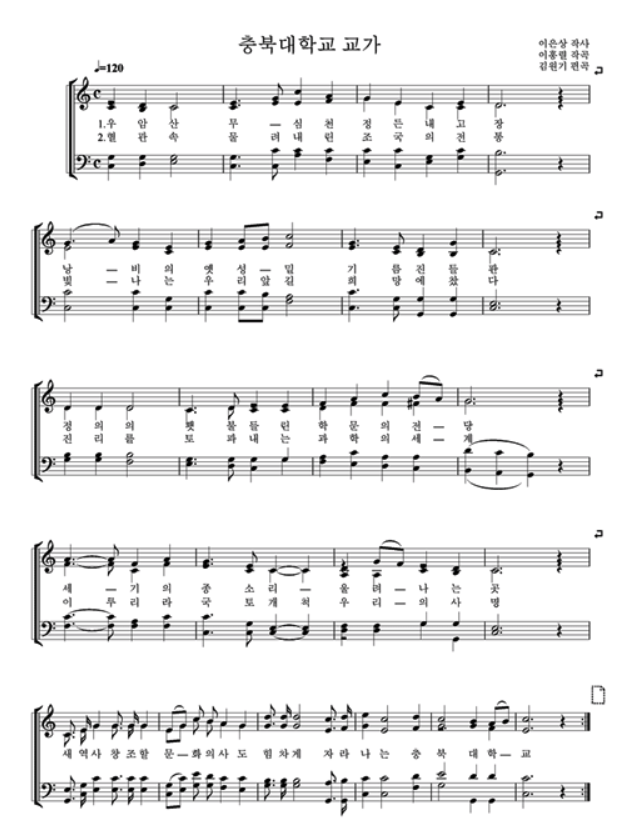 충북대학교 교가
이은상 작사
이흥렬 작곡
김원기 편곡
♩=120
1.우 암 산 무 — 심 천 정 든 내 고 장
2.혈 관 속 물 려 내 린 조 국 의 전 통
낭 — 비 의 옛 성 — 밑 기 름 진 들 판
빛 — 나 는 우 리 앞 길 희 망 에 찼 다
정 의 의 횃 불 들 린 학 문 의 전 — 당
진 리 를 토 파 내 는 과 학 의 세 — 계
세 — 기 의 종 소 리 — 울 려 — 나 는 곳
이 루 리 라 국 토 개 척 우 리 — 의 사 명
새 역 사 창 조 할 문 — 화 의 사 도 힘 차 게 자 라 나 는 충 북 대 학 — 교